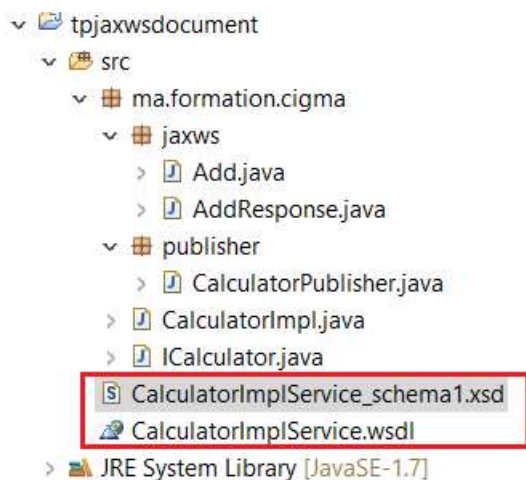 tpjaxwsdocument
src
ma.formation.cigma
jaxws
Add.java
AddResponse.java
publisher
CalculatorPublisher.java
CalculatorImpl.java
ICalculator.java
CalculatorImplService_schema1.xsd
CalculatorImplService.wsdl
JRE System Library [JavaSE-1.7]